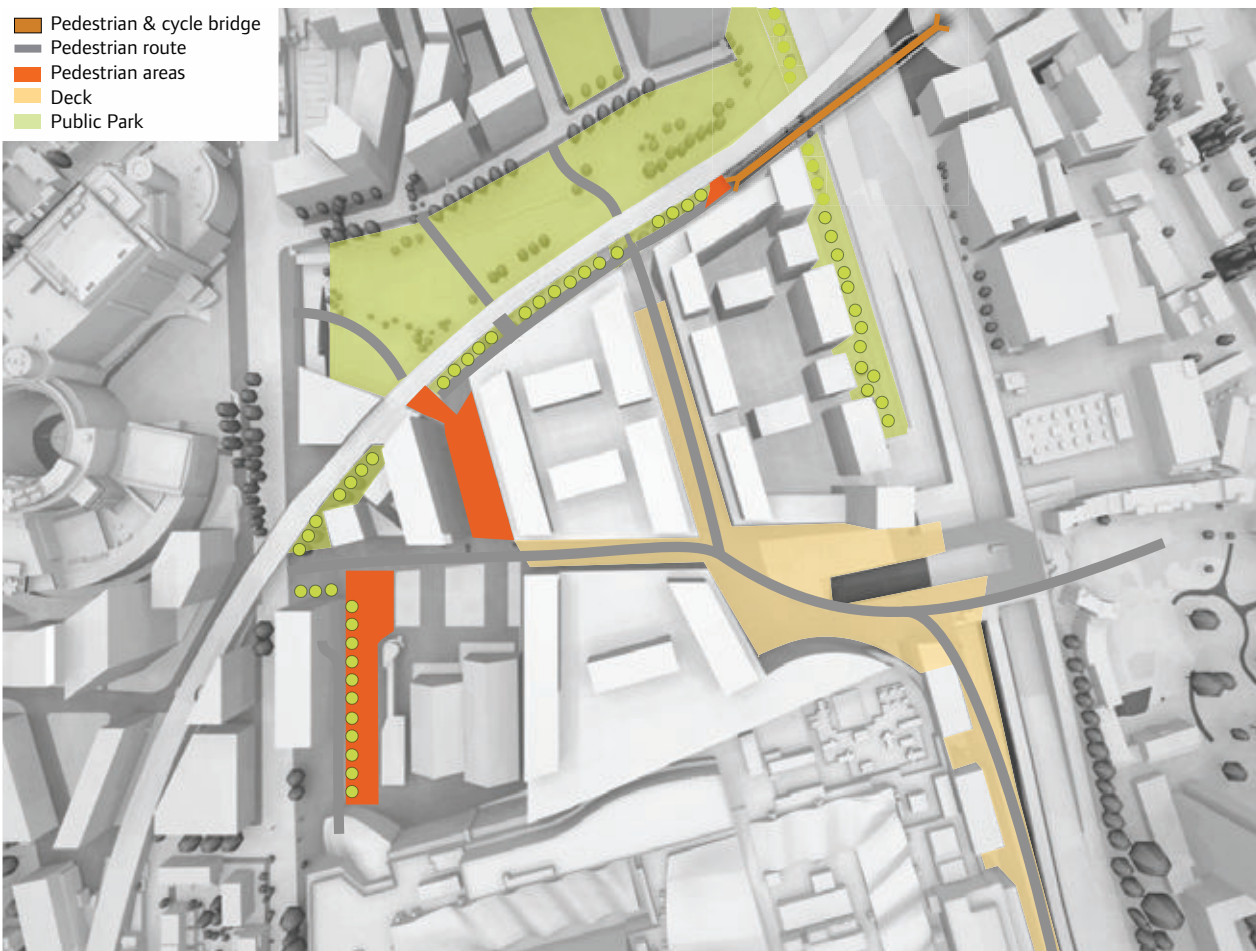 Pedestrian & cycle bridge
Pedestrian route
Pedestrian areas
Deck
Public Park